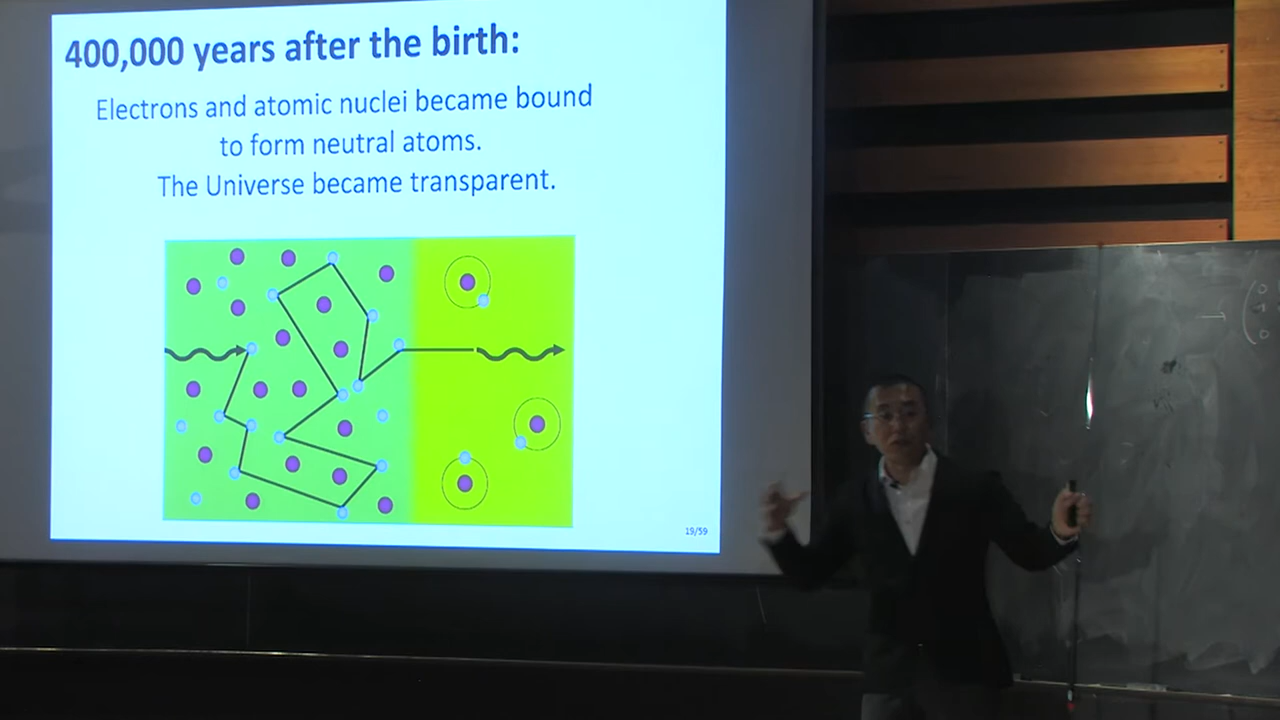 400,000 years after the birth:
Electrons and atomic nuclei became bound
to form neutral atoms.
The Universe became transparent.
19/59